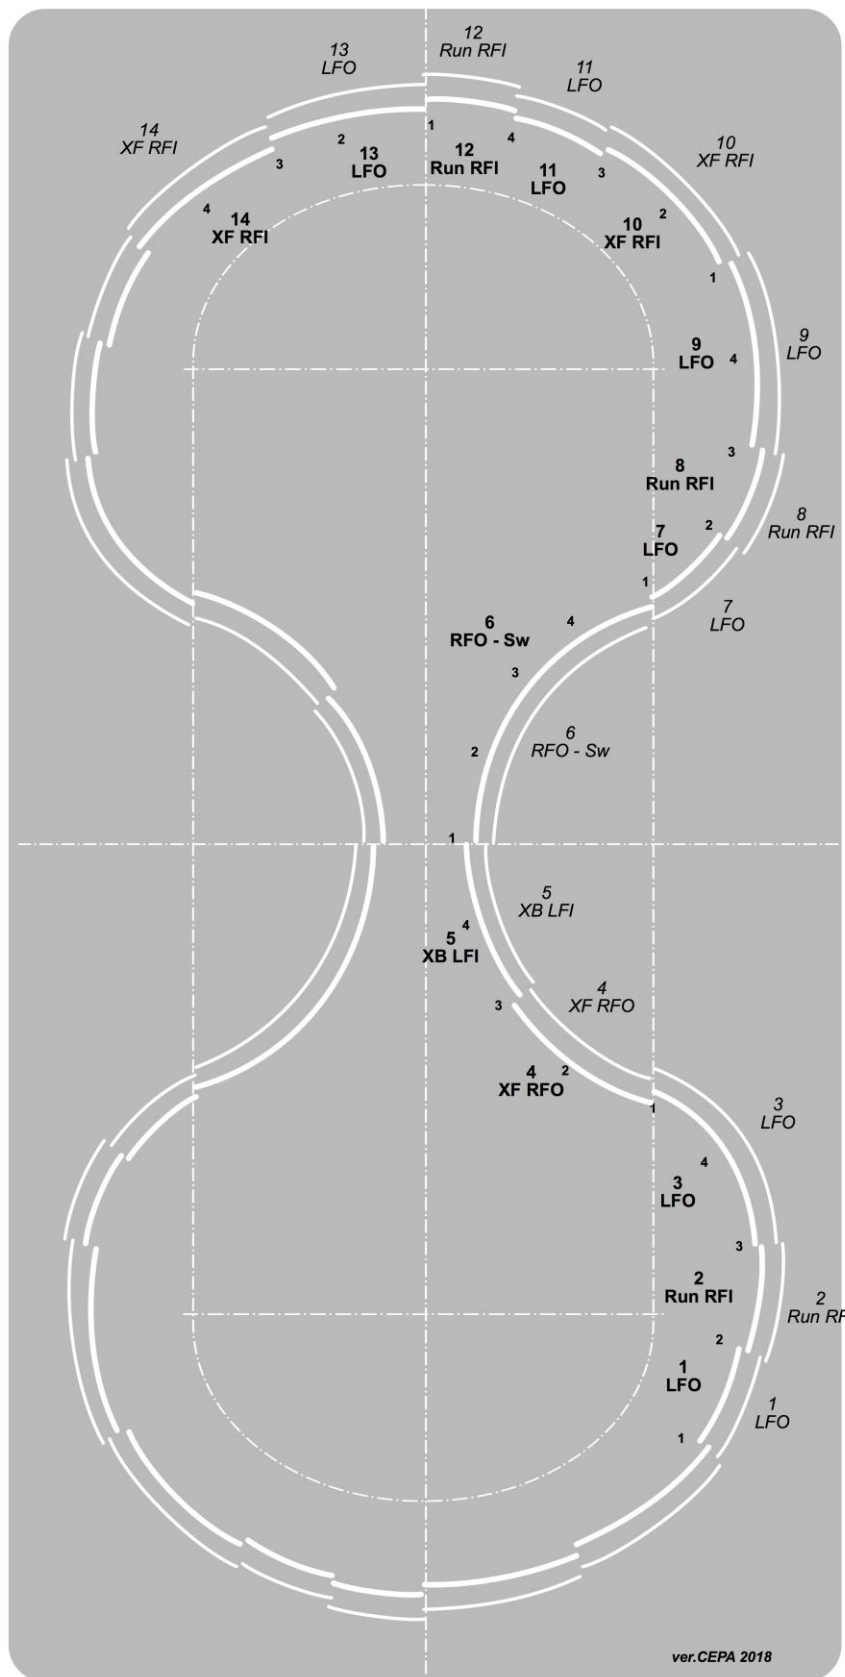 12
Run RFI
13
LFO
11
LFO
14
XF RFI
10
XF RFI
1
2
4
12
Run RFI
13
LFO
3
11
LFO
3
4
14
XF RFI
2
10
XF RFI
1
9
LFO
4
9
LFO
3
8
Run RFI
8
Run RFI
2
7
LFO
1
7
LFO
6
RFO - Sw
4
3
6
RFO - Sw
2
1
5
XB LFI
4
5
XB LFI
4
XF RFO
3
4
XF RFO
2
1
3
LFO
4
3
LFO
3
2
Run RFI
2
Run RF
2
1
LFO
1
LFO
1
ver.CEPA 2018